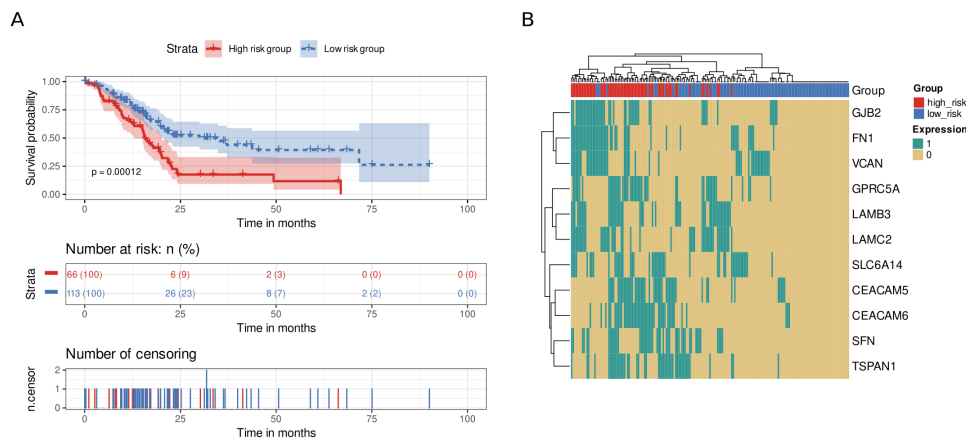 A
Strata High risk group Low risk group
Survival probability
1.00
0.75
0.50
0.25
0.00
p = 0.00012
0 25 50 75 100
Time in months
Number at risk: n (%)
Strata
66 (100) 6 (9) 2 (3) 0 (0) 0 (0)
113 (100) 26 (23) 8 (7) 2 (2) 0 (0)
0 25 50 75 100
Time in months
Number of censoring
n.censor
2
1
0
0 25 50 75 100
Time in months
B
Group
GJB2
FN1
VCAN
GPRC5A
LAMB3
LAMC2
SLC6A14
CEACAM5
CEACAM6
SFN
TSPAN1
Group
high_risk
low_risk
Expression
1
0